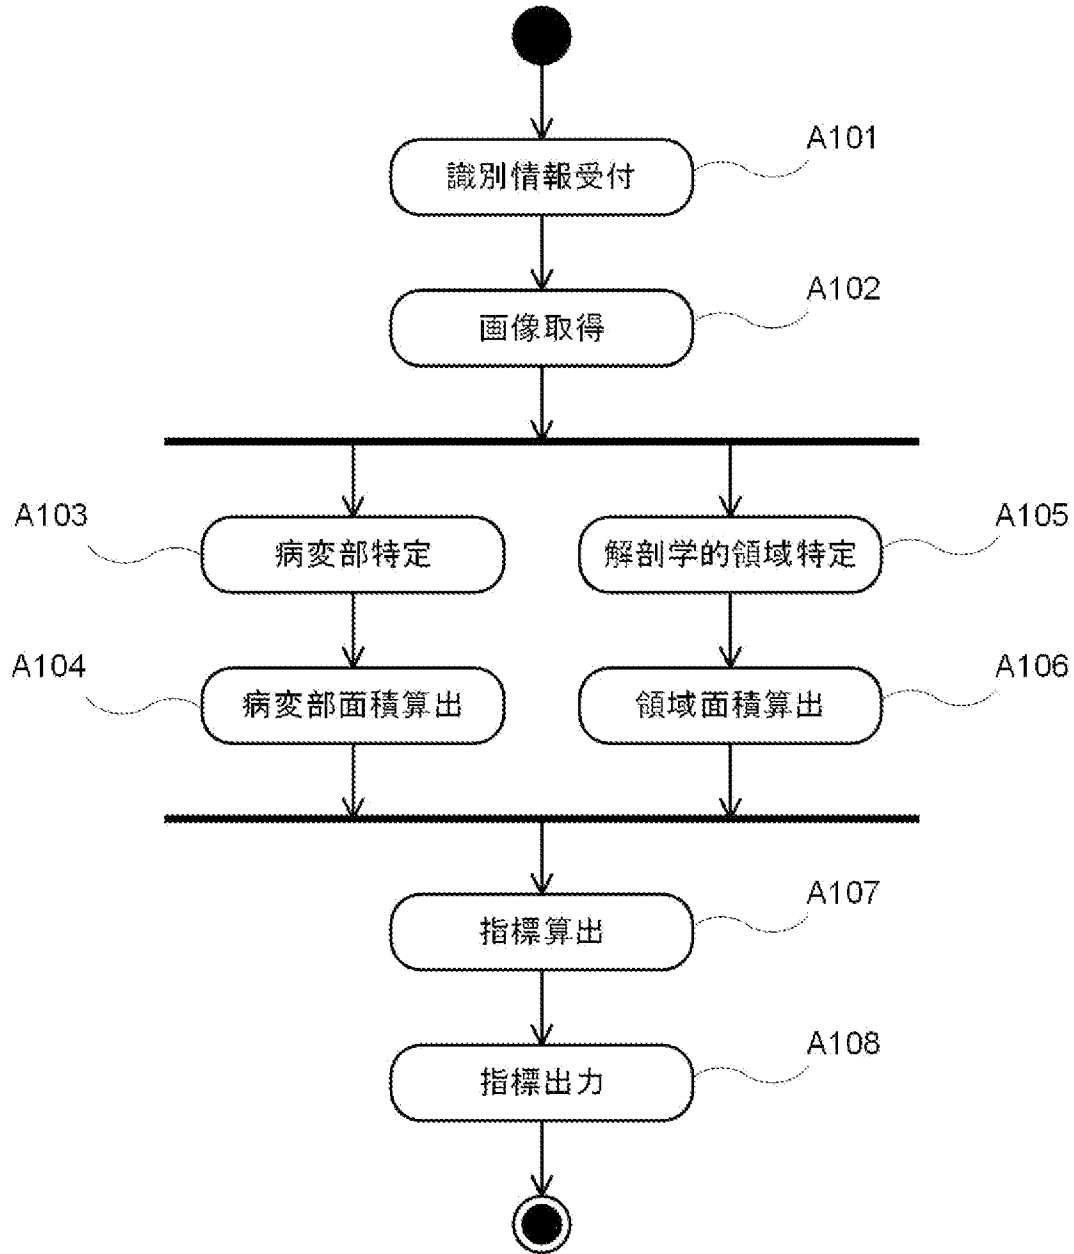 A101
識別情報受付
A102
画像取得
A103
病変部特定
A105
解剖学的領域特定
A104
病変部面積算出
A106
領域面積算出
A107
指標算出
A108
指標出力